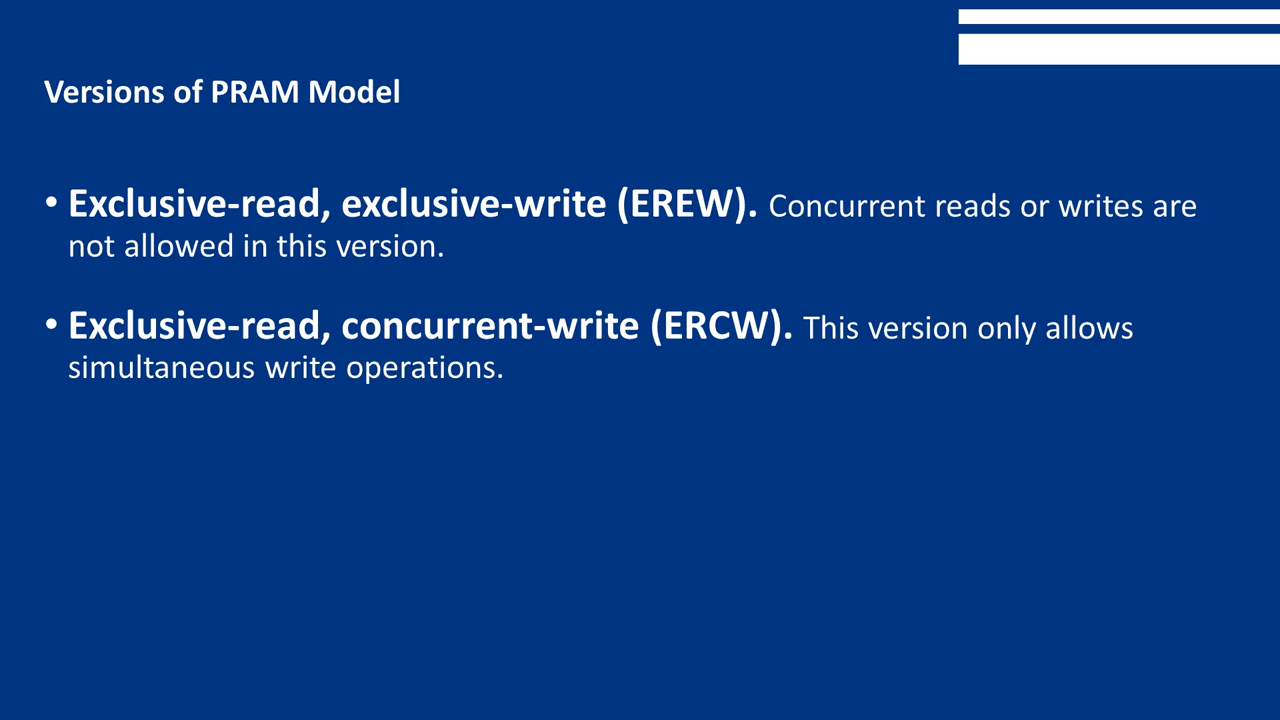 Versions of PRAM Model
• Exclusive-read, exclusive-write (EREW). Concurrent reads or writes are
not allowed in this version.
• Exclusive-read, concurrent-write (ERCW). This version only allows
simultaneous write operations.